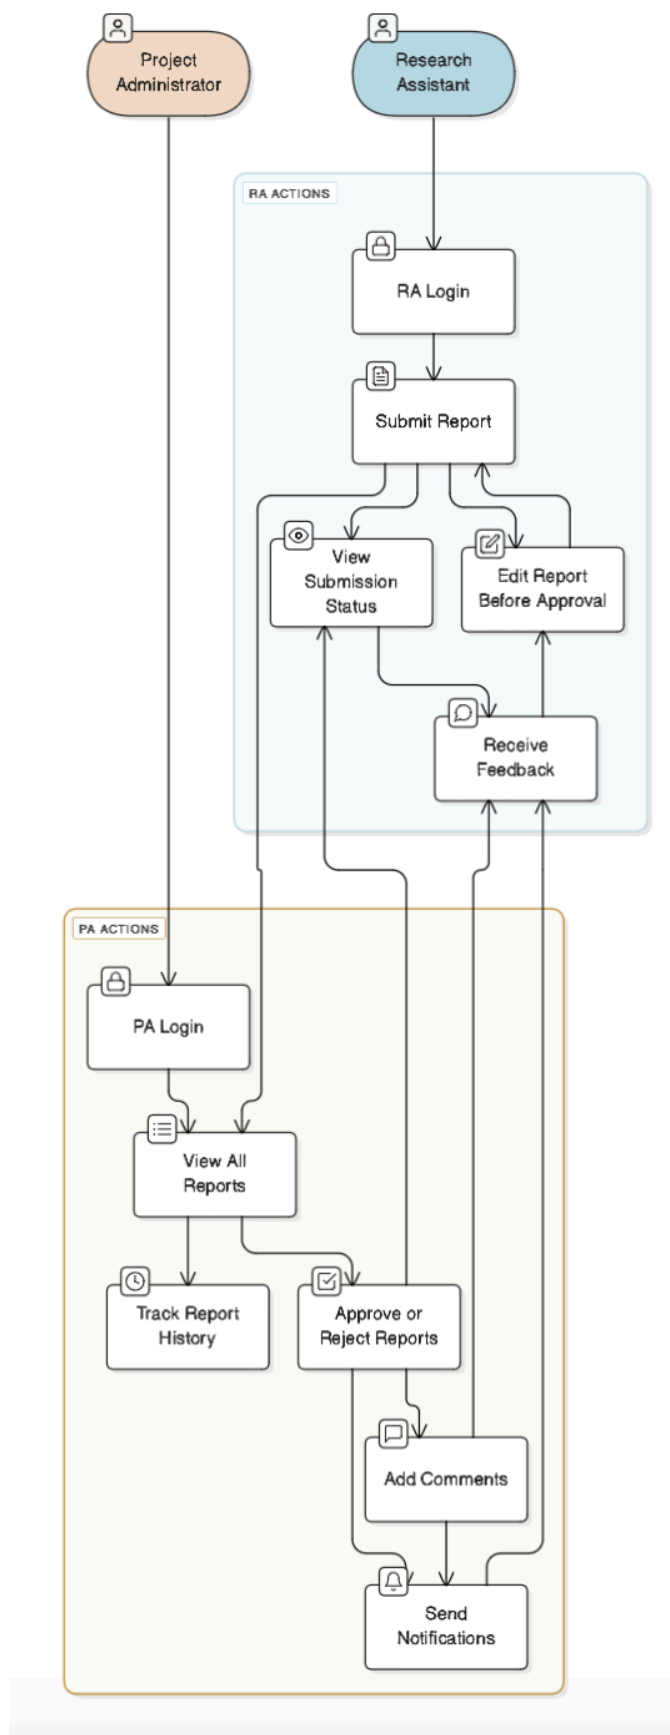 Project
Administrator
Research
Assistant
RA ACTIONS
RA Login
Submit Report
View
Submission
Status
Edit Report
Before Approval
Receive
Feedback
PA ACTIONS
PA Login
View All
Reports
Track Report
History
Approve or
Reject Reports
Add Comments
Send
Notifications